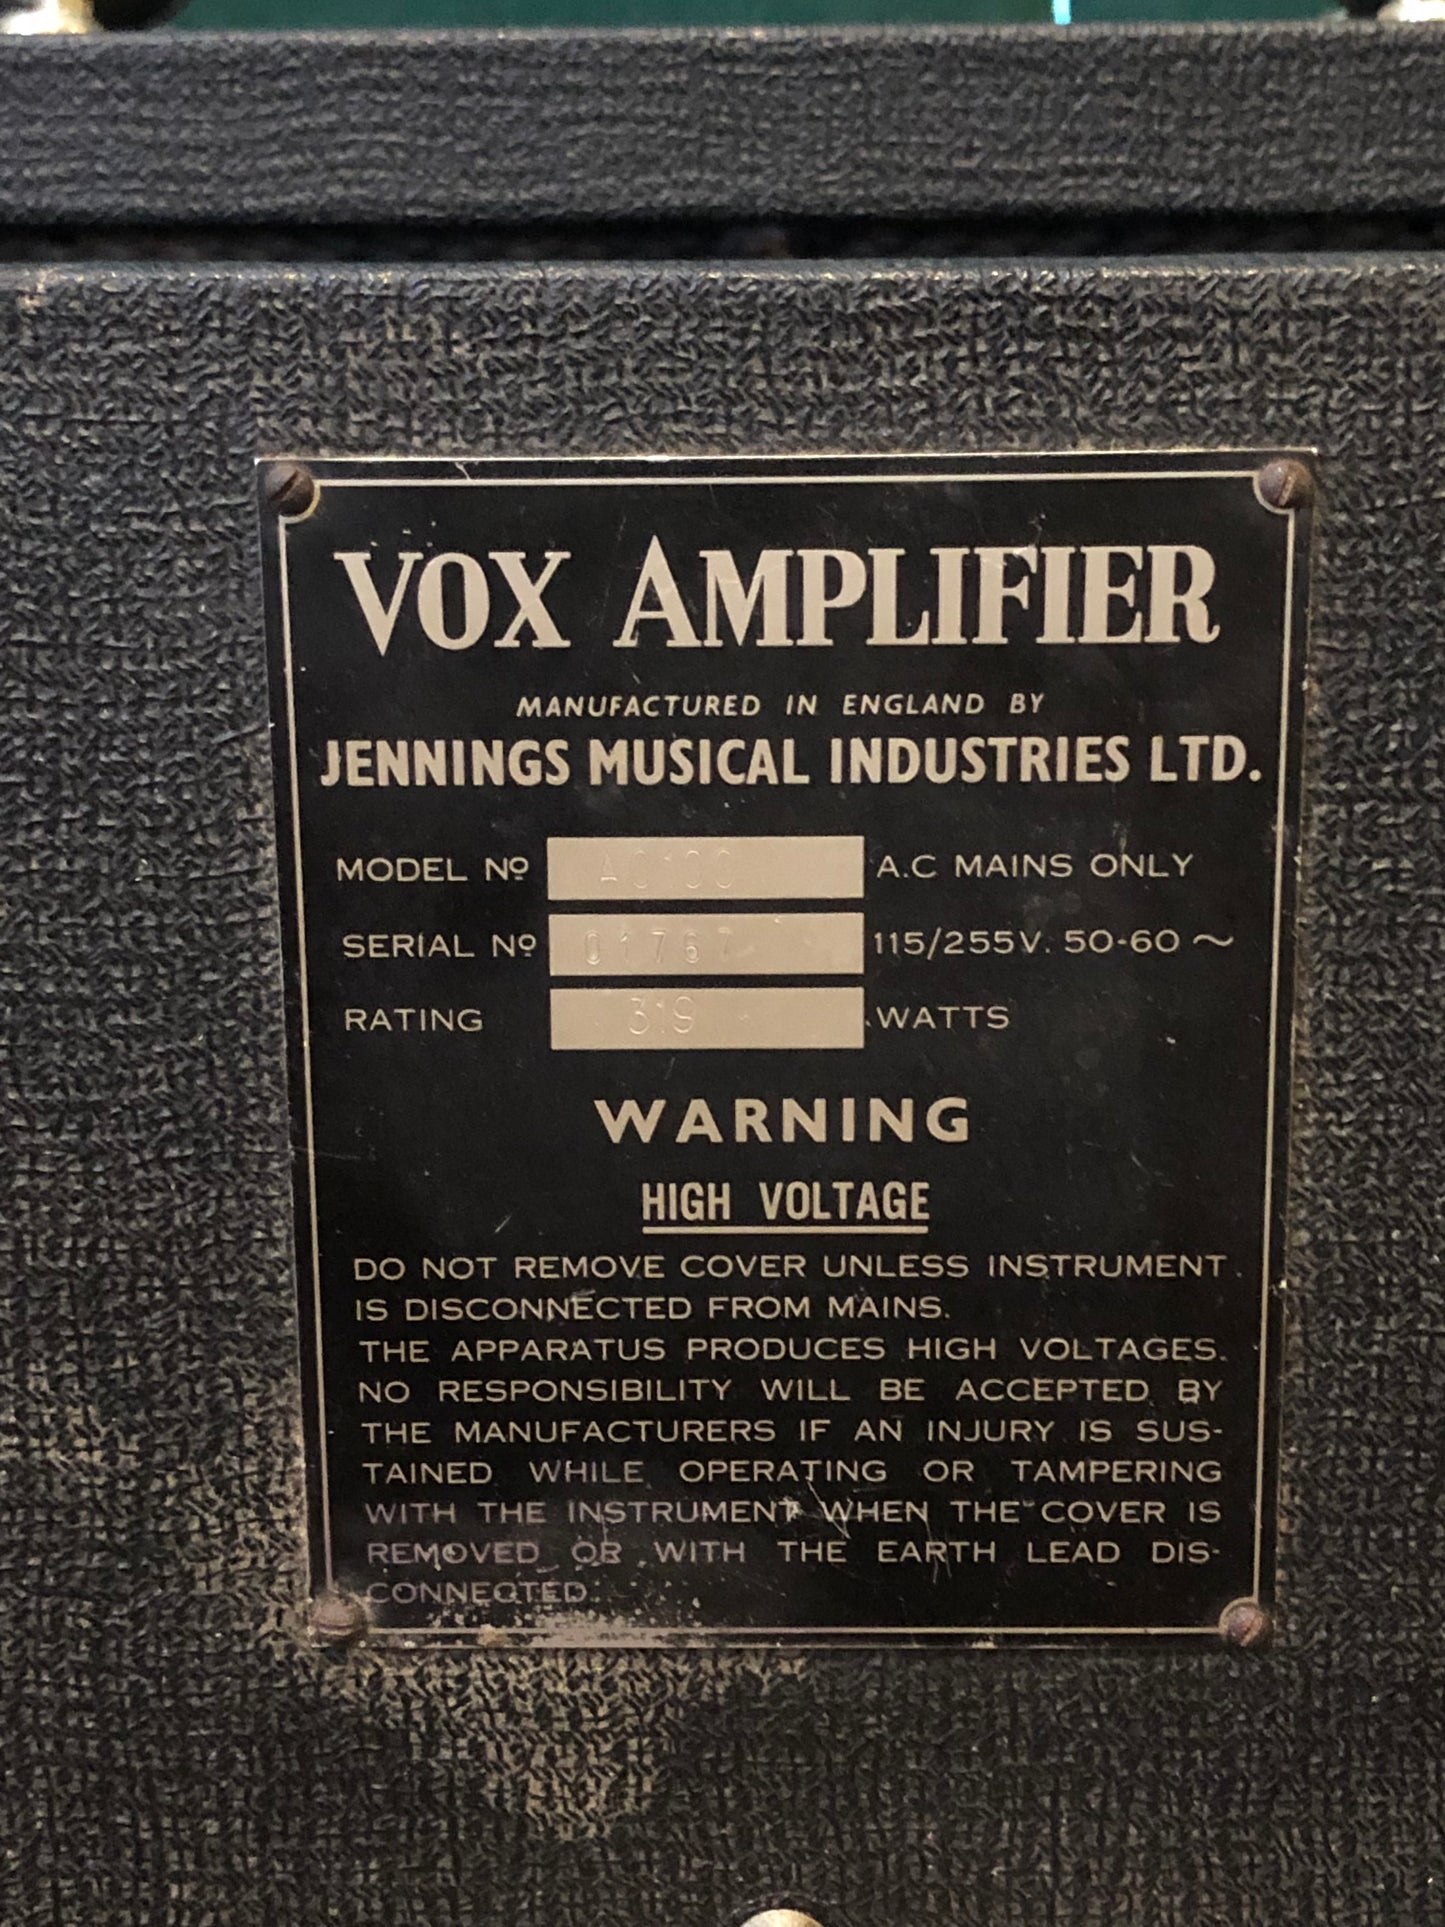 VOX AMPLIFIER
MANUFACTURED IN ENGLAND BY
JENNINGS MUSICAL INDUSTRIES LTD.
MODEL Nº AC100 A.C MAINS ONLY
SERIAL Nº 01767 115/255V. 50-60 ~
RATING 319 WATTS
WARNING
HIGH VOLTAGE
DO NOT REMOVE COVER UNLESS INSTRUMENT
IS DISCONNECTED FROM MAINS.
THE APPARATUS PRODUCES HIGH VOLTAGES.
NO RESPONSIBILITY WILL BE ACCEPTED BY
THE MANUFACTURERS IF AN INJURY IS SUS-
TAINED WHILE OPERATING OR TAMPERING
WITH THE INSTRUMENT WHEN THE COVER IS
REMOVED OR WITH THE EARTH LEAD DIS-
CONNECTED.